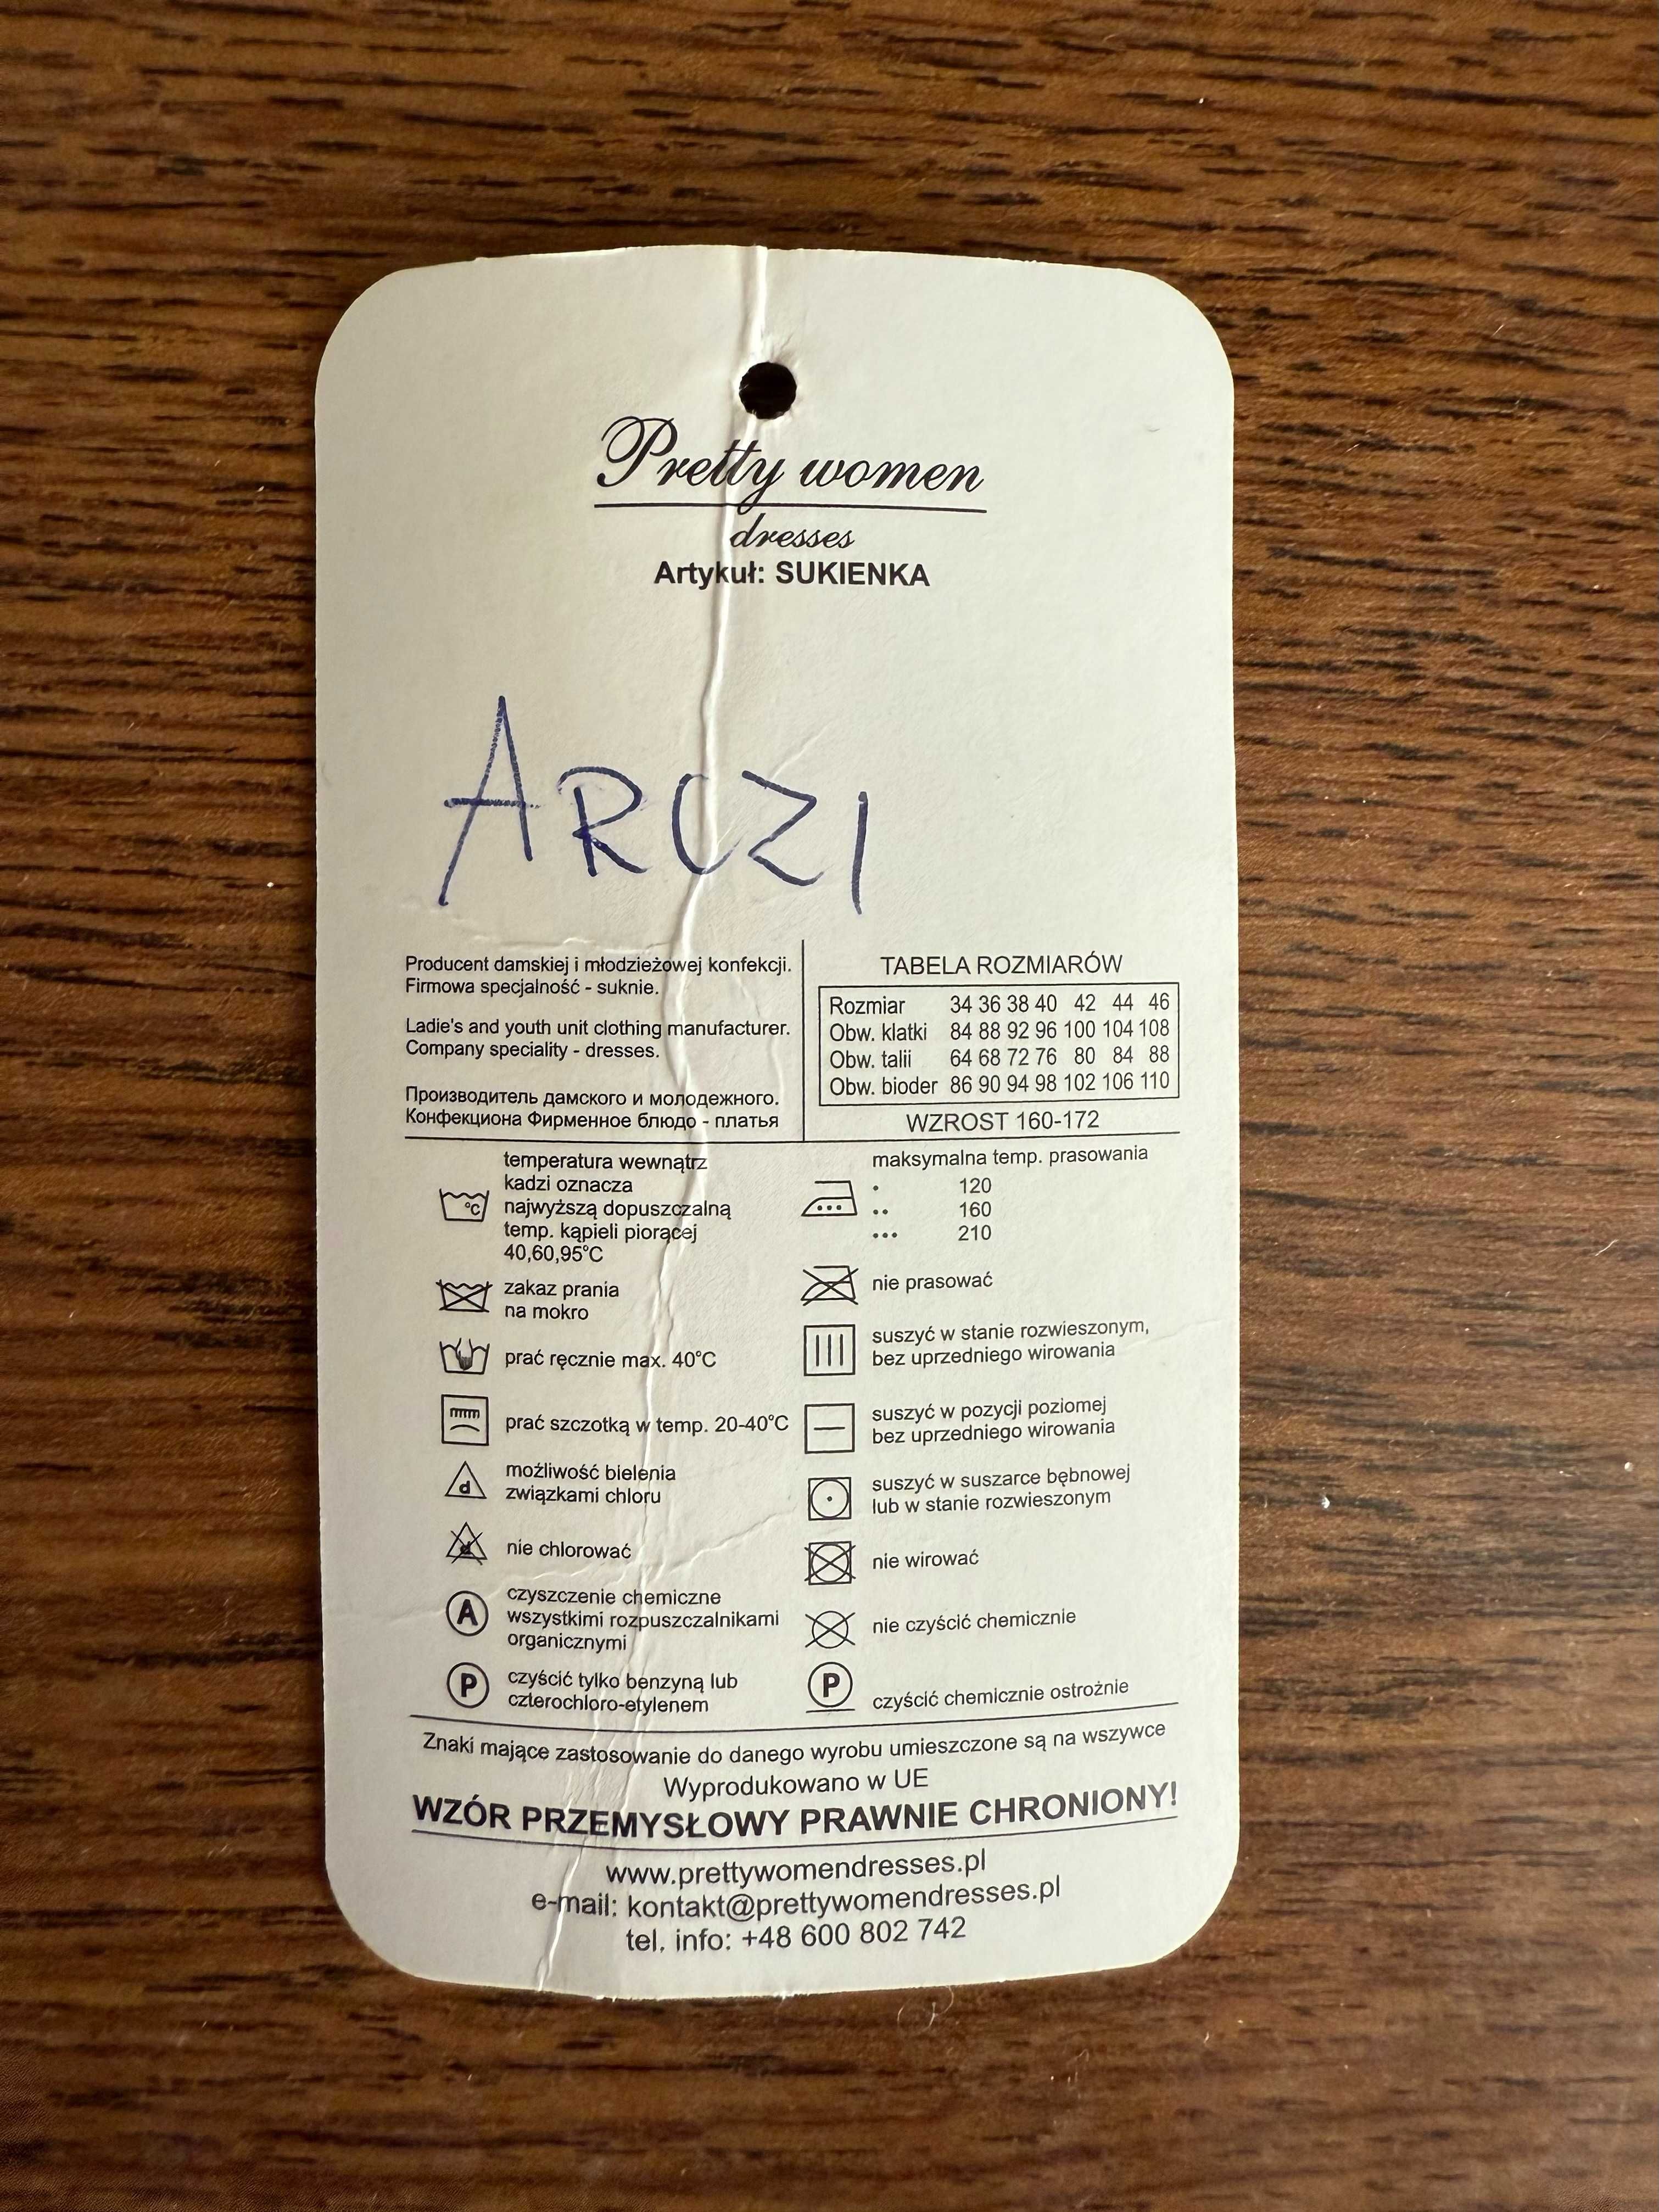 Pretty women
dresses
Artykuł: SUKIENKA
ARCZI
Producent damskiej i młodzieżowej konfekcji.
Firmowa specjalność - suknie.
Ladie's and youth unit clothing manufacturer.
Company speciality - dresses.
Производитель дамского и молодежного.
Конфекциона Фирменное блюдо - платья
TABELA ROZMIARÓW
Rozmiar 34 36 38 40 42 44 46
Obw. klatki 84 88 92 96 100 104 108
Obw. talii 64 68 72 76 80 84 88
Obw. bioder 86 90 94 98 102 106 110
WZROST 160-172
°C
temperatura wewnątrz
kadzi oznacza
najwyższą dopuszczalną
temp. kąpieli piorącej
40,60,95°C
zakaz prania
na mokro
prać ręcznie max. 40°C
prać szczotką w temp. 20-40°C
d
możliwość bielenia
związkami chloru
d
nie chlorować
A
czyszczenie chemiczne
wszystkimi rozpuszczalnikami
organicznymi
P
czyścić tylko benzyną lub
czterochloro-etylenem
maksymalna temp. prasowania
• 120
•• 160
••• 210
nie prasować
suszyć w stanie rozwieszonym,
bez uprzedniego wirowania
suszyć w pozycji poziomej
bez uprzedniego wirowania
suszyć w suszarce bębnowej
lub w stanie rozwieszonym
nie wirować
nie czyścić chemicznie
P
czyścić chemicznie ostrożnie
Znaki mające zastosowanie do danego wyrobu umieszczone są na wszywce
Wyprodukowano w UE
WZÓR PRZEMYSŁOWY PRAWNIE CHRONIONY!
www.prettywomendresses.pl
e-mail: kontakt@prettywomendresses.pl
tel. info: +48 600 802 742